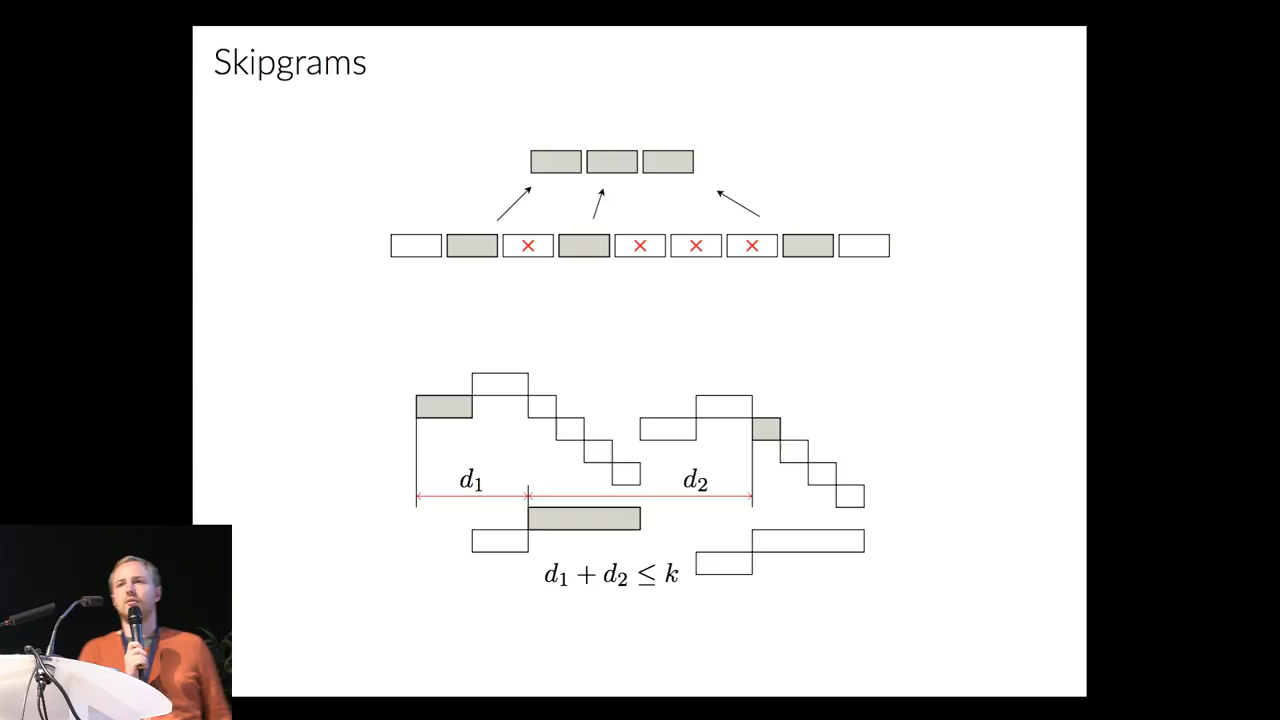 Skipgrams
d₁
d₂
d₁ + d₂ ≤ k